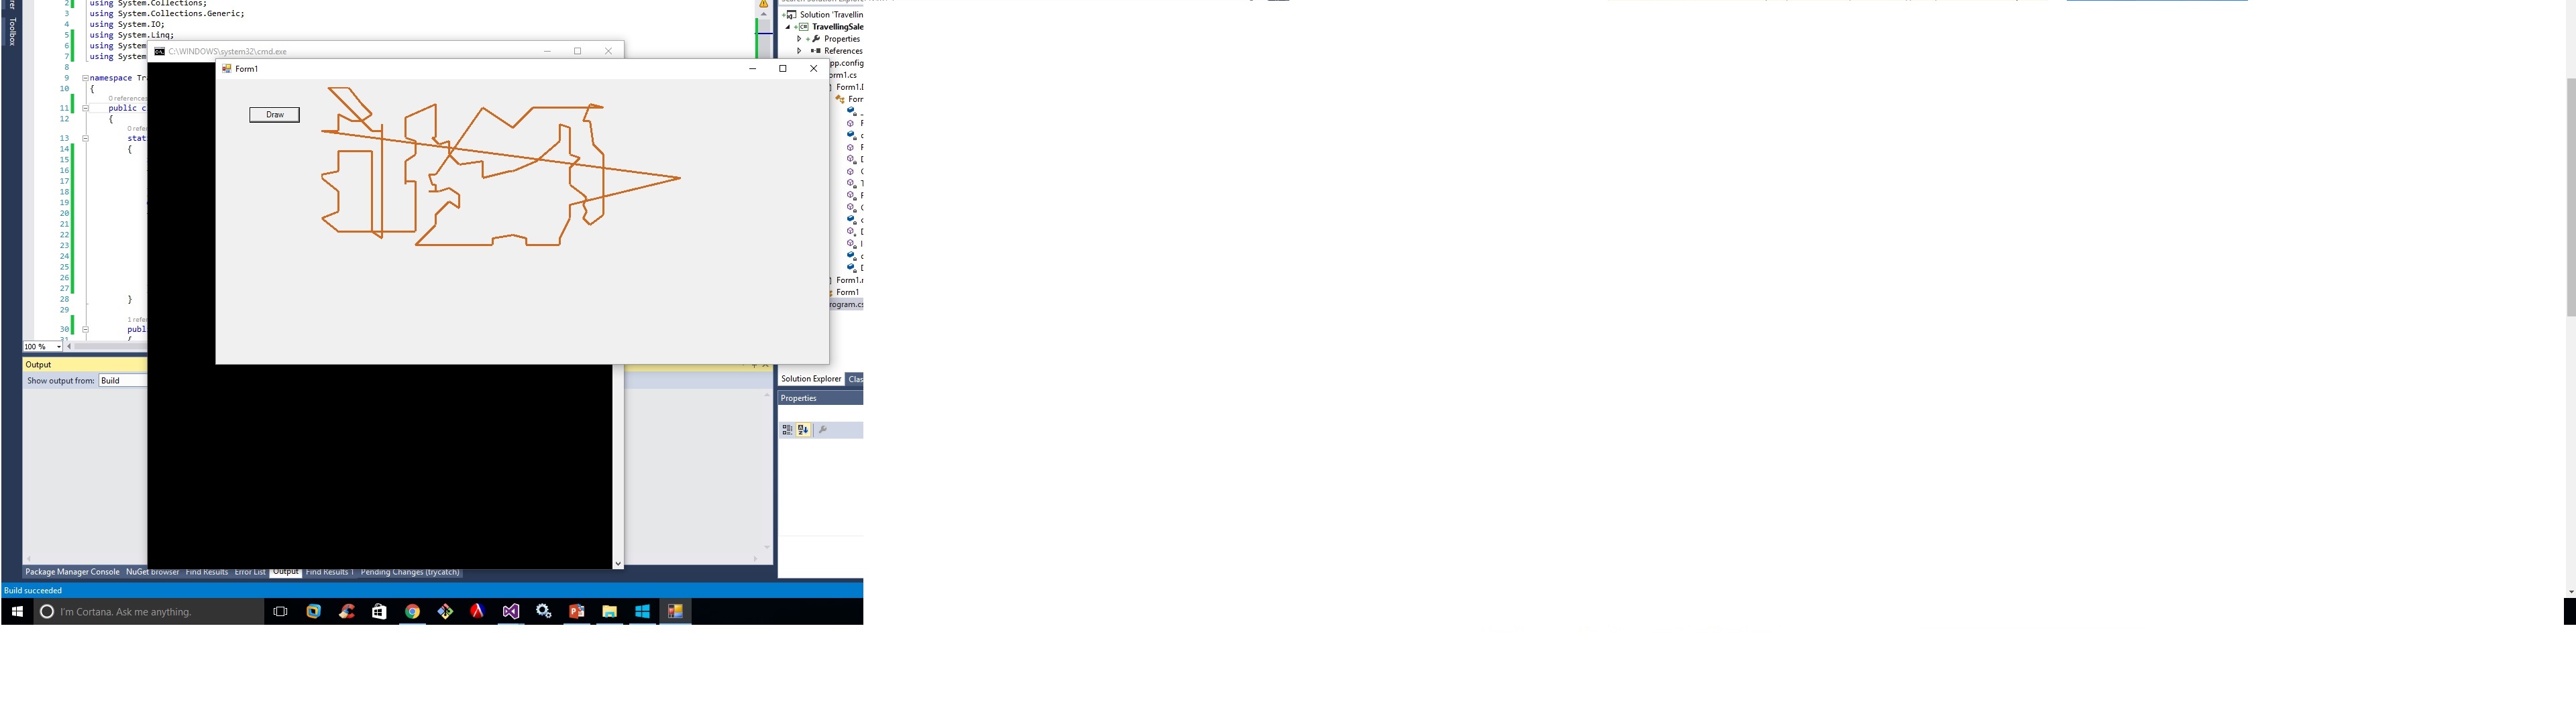 Toolbox
2 using System.Collections;
3 using System.Collections.Generic;
4 using System.IO;
5 using System.Linq;
6 using System
7 using System
8
9 namespace Tr
10 {
0 references
11 public c
12 {
0 refe
13 stat
14 {
15
16
17
18
19
20
21
22
23
24
25
26
27
28 }
29
1 refe
30 publi
31 {
100 %
C:\WINDOWS\system32\cmd.exe
Form1
Draw
Solution 'Travellin
TravellingSale
Properties
References
pp.config
orm1.cs
Form1.
Form
Form1.r
Form1
rogram.cs
Solution Explorer Clas
Properties
Output
Show output from: Build
Package Manager Console NuGet browser Find Results Error List Output Find Results 1 Pending Changes (trycatch)
Build succeeded
I'm Cortana. Ask me anything.